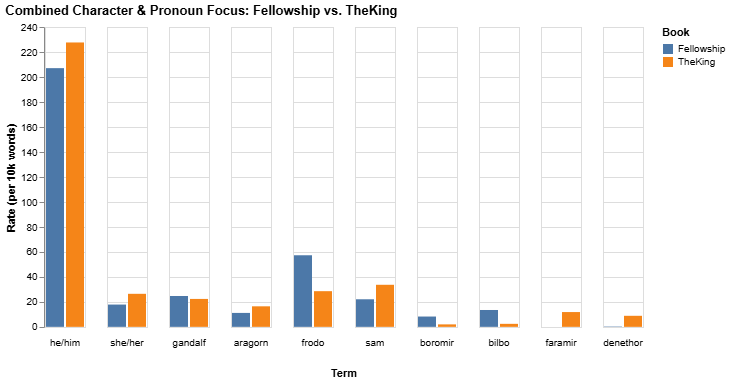 Combined Character & Pronoun Focus: Fellowship vs. TheKing
Book
Fellowship
TheKing
Rate (per 10k words)
240
220
200
180
160
140
120
100
80
60
40
20
0
he/him she/her gandalf aragorn frodo sam boromir bilbo faramir denethor
Term